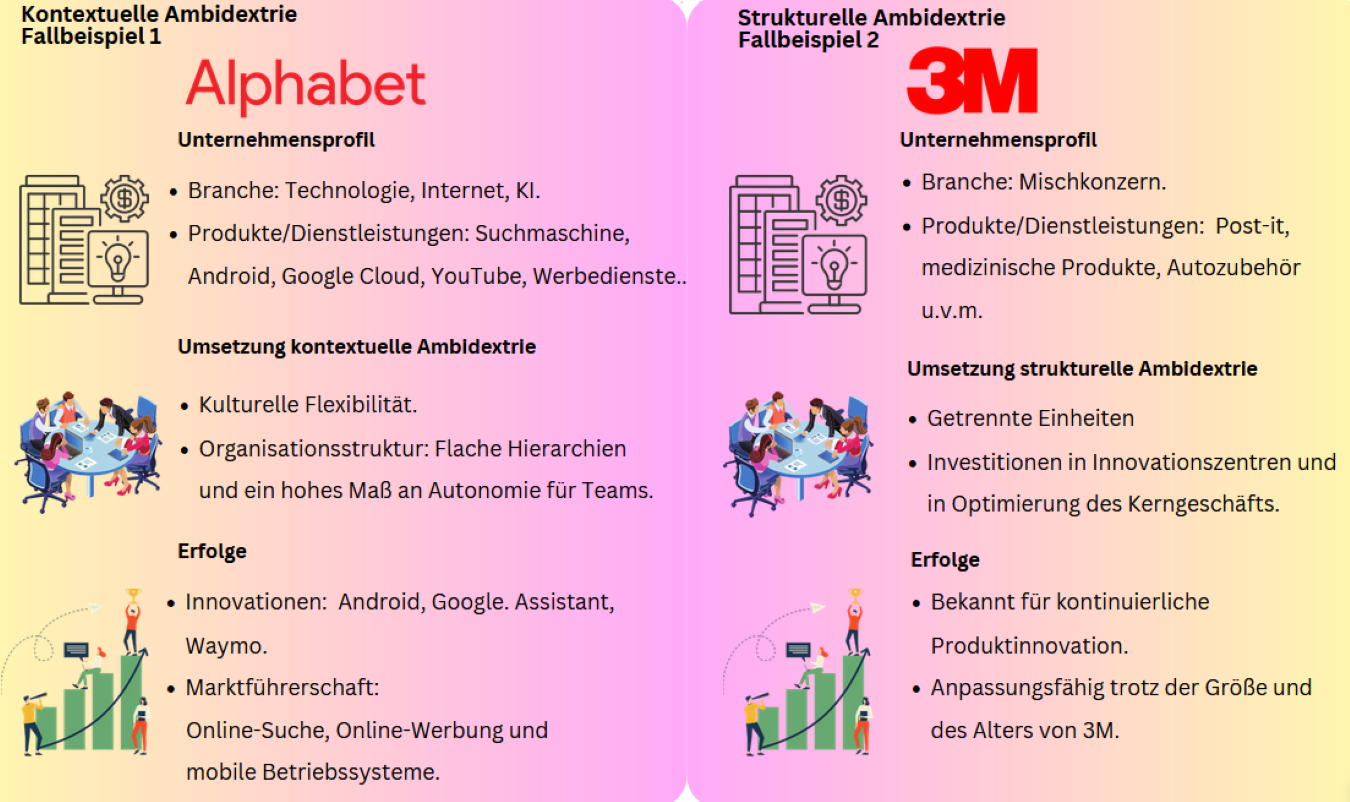 Kontextuelle Ambidextrie
Fallbeispiel 1
Alphabet
Unternehmensprofil
• Branche: Technologie, Internet, KI.
• Produkte/Dienstleistungen: Suchmaschine,
Android, Google Cloud, YouTube, Werbedienste..
Umsetzung kontextuelle Ambidextrie
• Kulturelle Flexibilität.
• Organisationsstruktur: Flache Hierarchien
und ein hohes Maß an Autonomie für Teams.
Erfolge
• Innovationen: Android, Google. Assistant,
Waymo.
• Marktführerschaft:
Online-Suche, Online-Werbung und
mobile Betriebssysteme.
Strukturelle Ambidextrie
Fallbeispiel 2
3M
Unternehmensprofil
• Branche: Mischkonzern.
• Produkte/Dienstleistungen: Post-it,
medizinische Produkte, Autozubehör
u.v.m.
Umsetzung strukturelle Ambidextrie
• Getrennte Einheiten
• Investitionen in Innovationszentren und
in Optimierung des Kerngeschäfts.
Erfolge
• Bekannt für kontinuierliche
Produktinnovation.
• Anpassungsfähig trotz der Größe und
des Alters von 3M.